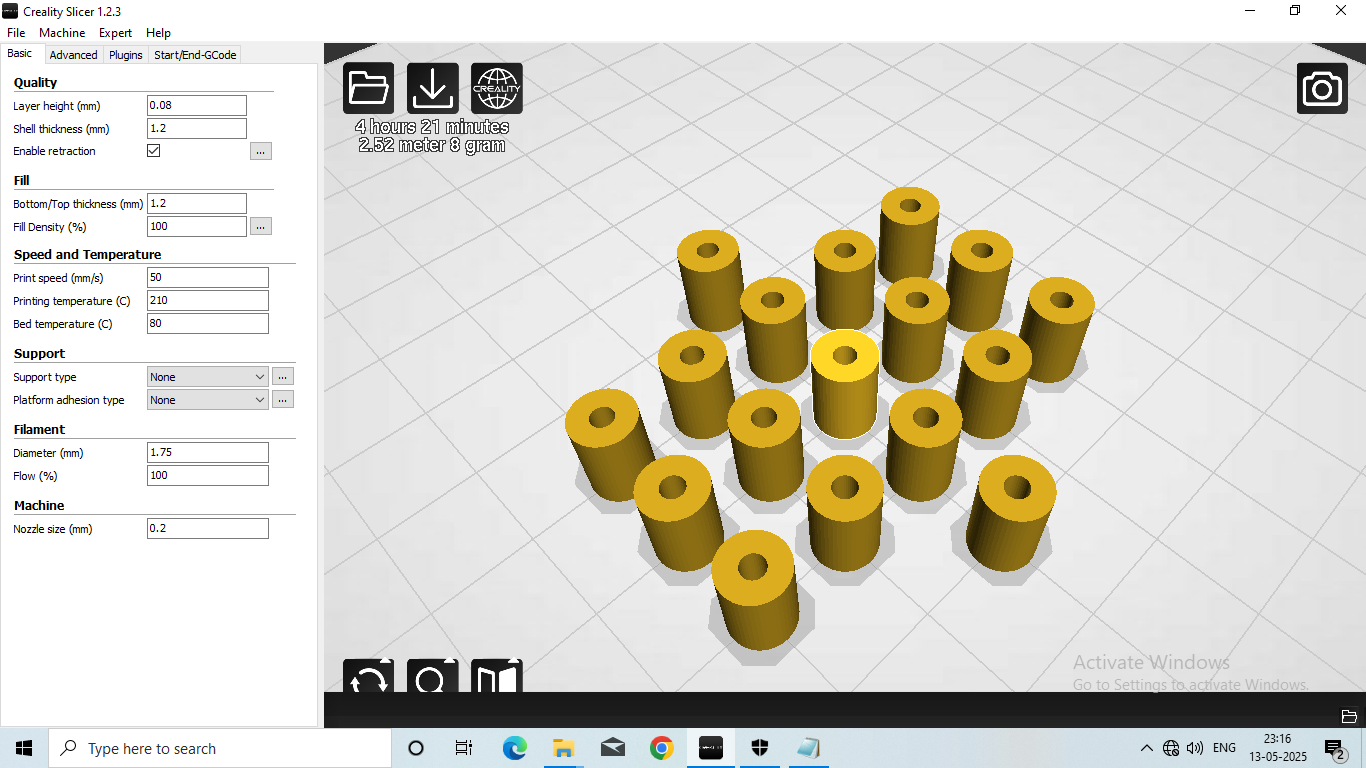 Creality Slicer 1.2.3
File Machine Expert Help
Basic Advanced Plugins Start/End-GCode
Quality
Layer height (mm) 0.08
Shell thickness (mm) 1.2
Enable retraction ...
Fill
Bottom/Top thickness (mm) 1.2
Fill Density (%) 100 ...
Speed and Temperature
Print speed (mm/s) 50
Printing temperature (C) 210
Bed temperature (C) 80
Support
Support type None ...
Platform adhesion type None ...
Filament
Diameter (mm) 1.75
Flow (%) 100
Machine
Nozzle size (mm) 0.2
CREALITY
4 hours 21 minutes
2.52 meter 8 gram
Activate Windows
Go to Settings to activate Windows.
Type here to search
ENG
23:16
13-05-2025
2